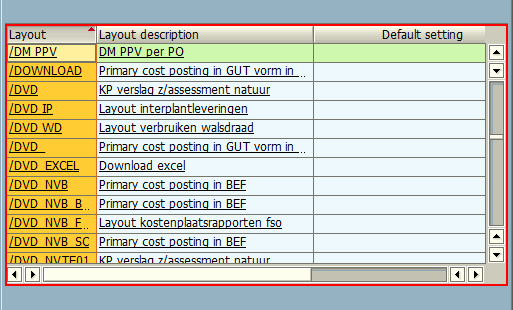 Layout Layout description Default setting
/DM PPV DM PPV per PO
/DOWNLOAD Primary cost posting in GUT vorm in ...
/DVD KP verslag z/assessment natuur
/DVD IP Layout interplantleveringen
/DVD WD Layout verbruiken walsdraad
/DVD_ Primary cost posting in GUT vorm in ...
/DVD_EXCEL Download excel
/DVD_NVB Primary cost posting in BEF
/DVD_NVB_B... Primary cost posting in BEF
/DVD_NVB_F... Layout kostenplaatsrapporten fso
/DVD_NVB_SC Primary cost posting in BEF
/DVD_NVTE01 KP verslag z/assessment natuur